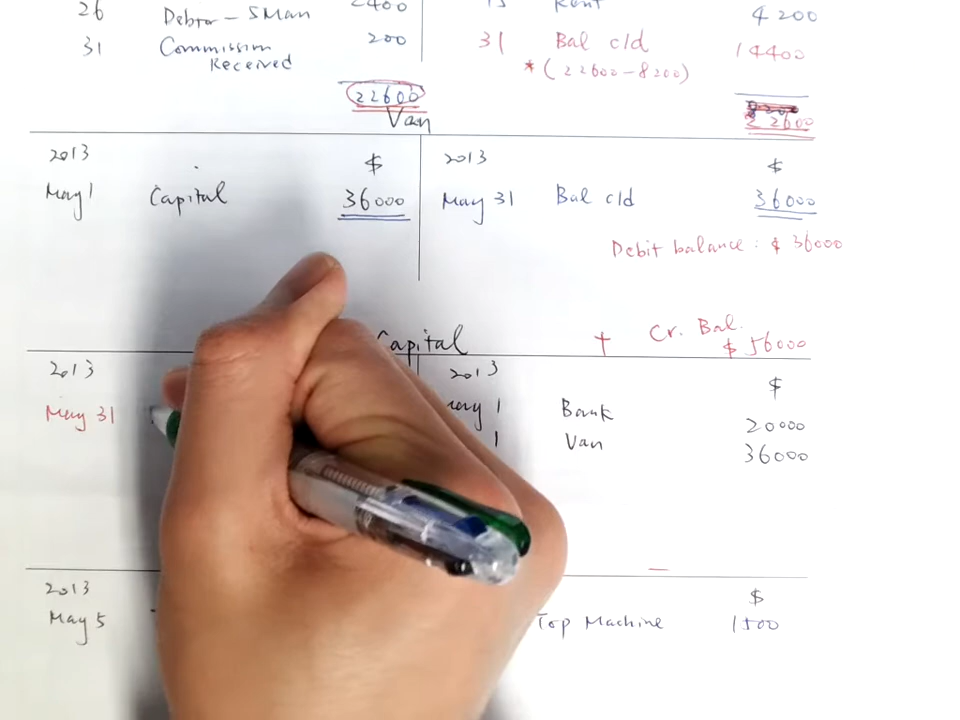 26 Debtor - SMan 2400 15 Rent 4200
31 Commission Received 200 31 Bal c/d 14400
* (22600-8200)
22600 22600
Van
2013 $ 2013 $
May 1 Capital 36000 May 31 Bal c/d 36000
Debit balance : $ 36000
Capital + Cr. Bal. $ 56000
2013 2013 $
May 31 May 1 Bank 20000
1 Van 36000
2013 $
May 5 Top Machine 1500